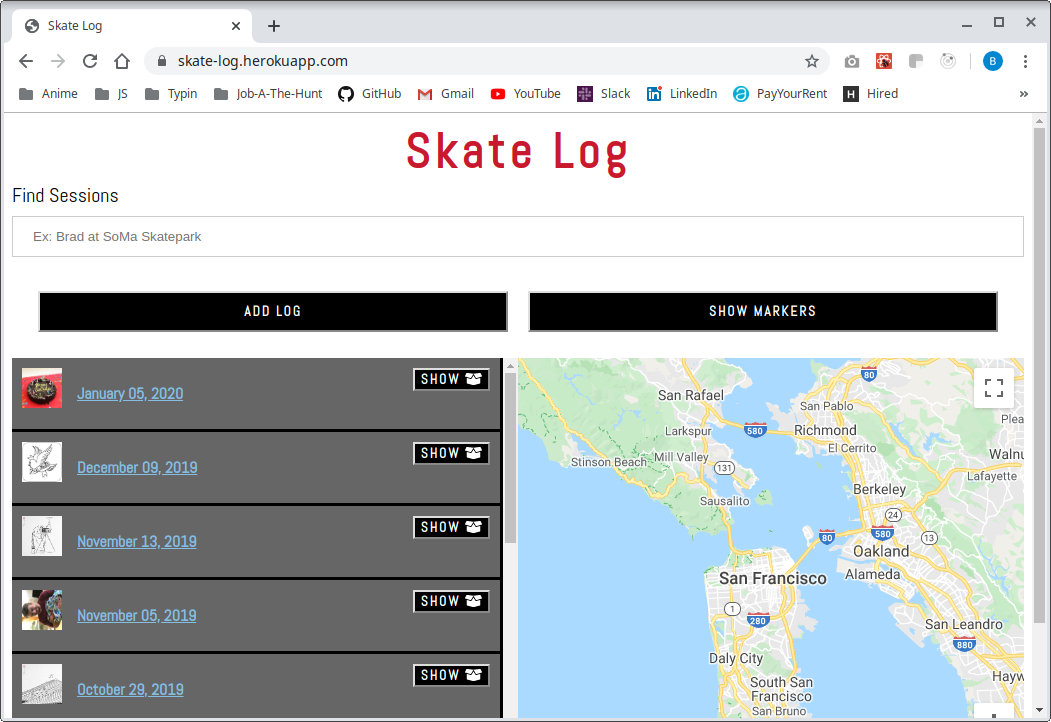 Skate Log
skate-log.herokuapp.com
B
Anime JS Typin Job-A-The-Hunt GitHub Gmail YouTube Slack LinkedIn PayYourRent H Hired »
Skate Log
Find Sessions
Ex: Brad at SoMa Skatepark
ADD LOG
SHOW MARKERS
January 05, 2020 SHOW
December 09, 2019 SHOW
November 13, 2019 SHOW
November 05, 2019 SHOW
October 29, 2019 SHOW
80
San Rafael
San Pablo
Larkspur
580
Richmond
Plea
El Cerrito
Stinson Beach
Mill Valley
131
Walnu
Lafayette
Berkeley
Sausalito
24
80
580
13
Oakland
San Francisco
Alameda
1
280
San Leandro
880
Daly City
South San
Francisco
Hayw
San Bruno